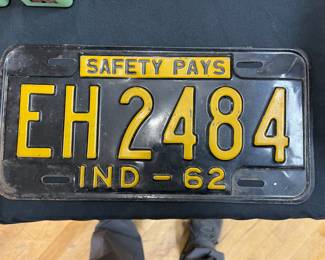 SAFETY PAYS
EH 2484
IND - 62